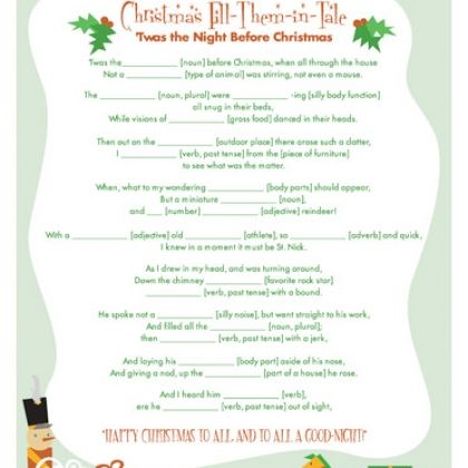 Christmas Fill-Them-in-Tale
'Twas the Night Before Christmas
Twas the __________ [noun] before Christmas, when all through the house
Not a __________ [type of animal] was stirring, not even a mouse.
The __________ [noun, plural] were __________ -ing [silly body function]
all snug in their beds,
While visions of __________ [gross food] danced in their heads.
Then out on the __________ [outdoor place] there arose such a clatter,
I __________ [verb, past tense] from the [piece of furniture]
to see what was the matter.
When, what to my wondering __________ [body parts] should appear,
But a miniature __________ [noun],
and ___ [number] __________ [adjective] reindeer!
With a __________ [adjective] old __________ [athlete], so __________ [adverb] and quick,
I knew in a moment it must be St. Nick.
As I drew in my head, and was turning around,
Down the chimney __________ [favorite rock star]
__________ [verb, past tense] with a bound.
He spoke not a __________ [silly noise], but went straight to his work,
And filled all the __________ [noun, plural];
then __________ [verb, past tense] with a jerk,
And laying his __________ [body part] aside of his nose,
And giving a nod, up the __________ [part of a house] he rose.
And I heard him __________ [verb],
ere he __________ [verb, past tense] out of sight,
"HAPPY CHRISTMAS TO ALL, AND TO ALL A GOOD-NIGHT!"